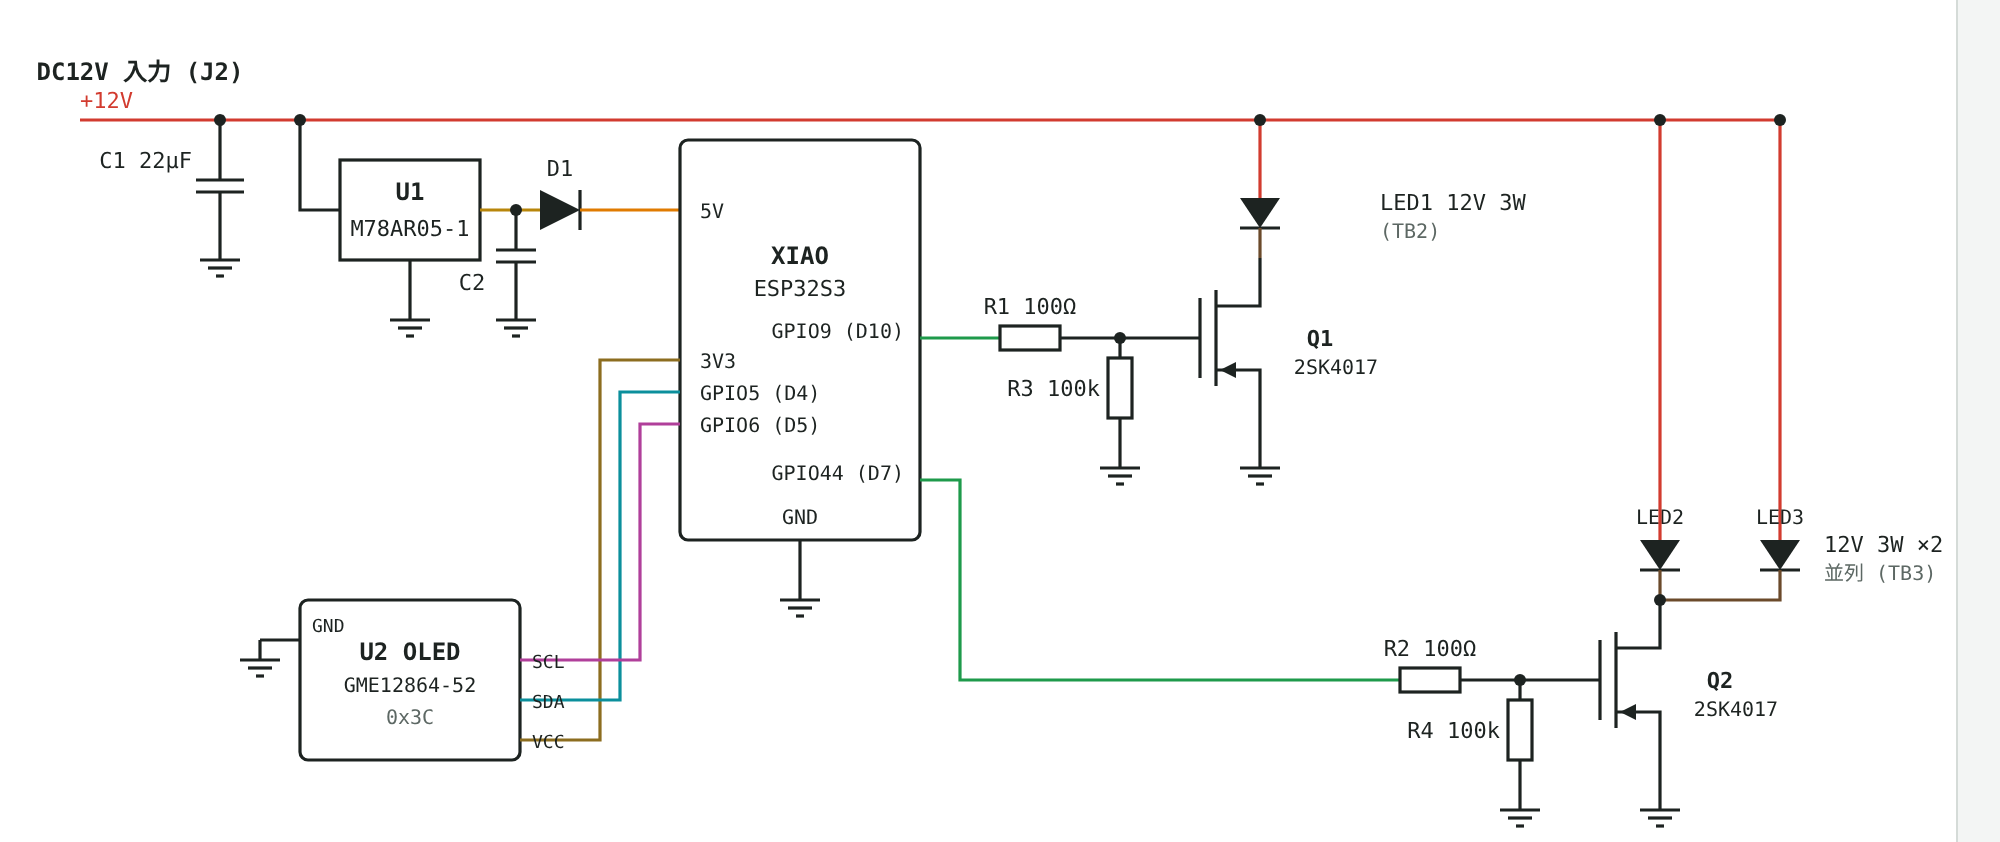 DC12V 入力 (J2)
+12V
C1 22µF
U1
M78AR05-1
D1
C2
5V
XIAO
ESP32S3
GPIO9 (D10)
3V3
GPIO5 (D4)
GPIO6 (D5)
GPIO44 (D7)
GND
R1 100Ω
R3 100k
LED1 12V 3W
(TB2)
Q1
2SK4017
LED2
LED3
12V 3W ×2
並列 (TB3)
GND
U2 OLED
GME12864-52
0x3C
SCL
SDA
VCC
R2 100Ω
R4 100k
Q2
2SK4017